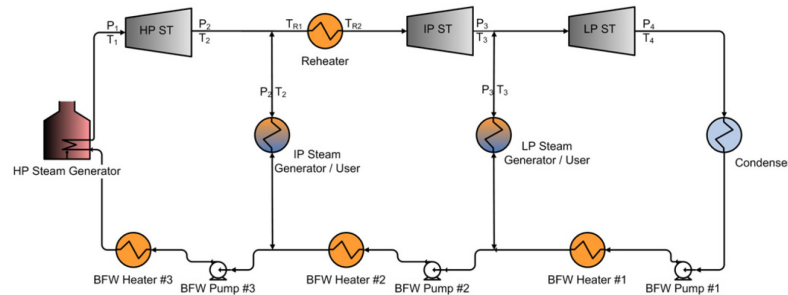 P1
T1
HP ST
P2
T2
TR1
TR2
Reheater
IP ST
P3
T3
LP ST
P4
T4
P2 T2
P3 T3
HP Steam Generator
IP Steam
Generator / User
LP Steam
Generator / User
Condense
BFW Heater #3
BFW Pump #3
BFW Heater #2
BFW Pump #2
BFW Heater #1
BFW Pump #1